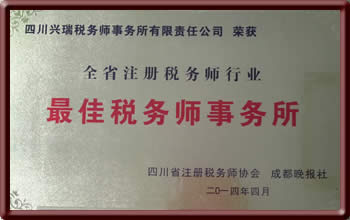 四川兴瑞税务师事务所有限责任公司 荣获
全省注册税务师行业
最佳税务师事务所
四川省注册税务师协会 成都晚报社
二〇一四年四月